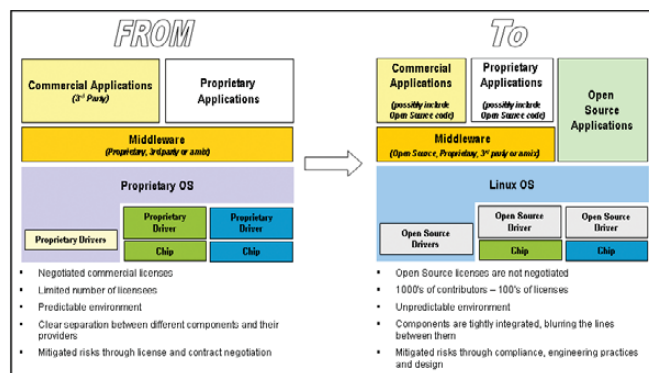 FROM
Commercial Applications
(3rd Party)
Proprietary
Applications
Middleware
(Proprietary, 3rd party or a mix)
Proprietary OS
Proprietary Drivers
Proprietary
Driver
Chip
Proprietary
Driver
Chip
Negotiated commercial licenses
Limited number of licensees
Predictable environment
Clear separation between different components and their
providers
Mitigated risks through license and contract negotiation
To
Commercial
Applications
(possibly include
Open Source code)
Proprietary
Applications
(possibly include
Open Source code)
Open
Source
Applications
Middleware
(Open Source, Proprietary, 3rd party or a mix)
Linux OS
Open Source
Drivers
Open Source
Driver
Chip
Open Source
Driver
Chip
Open Source licenses are not negotiated
1000's of contributors – 100's of licenses
Unpredictable environment
Components are tightly integrated, blurring the lines
between them
Mitigated risks through compliance, engineering practices
and design